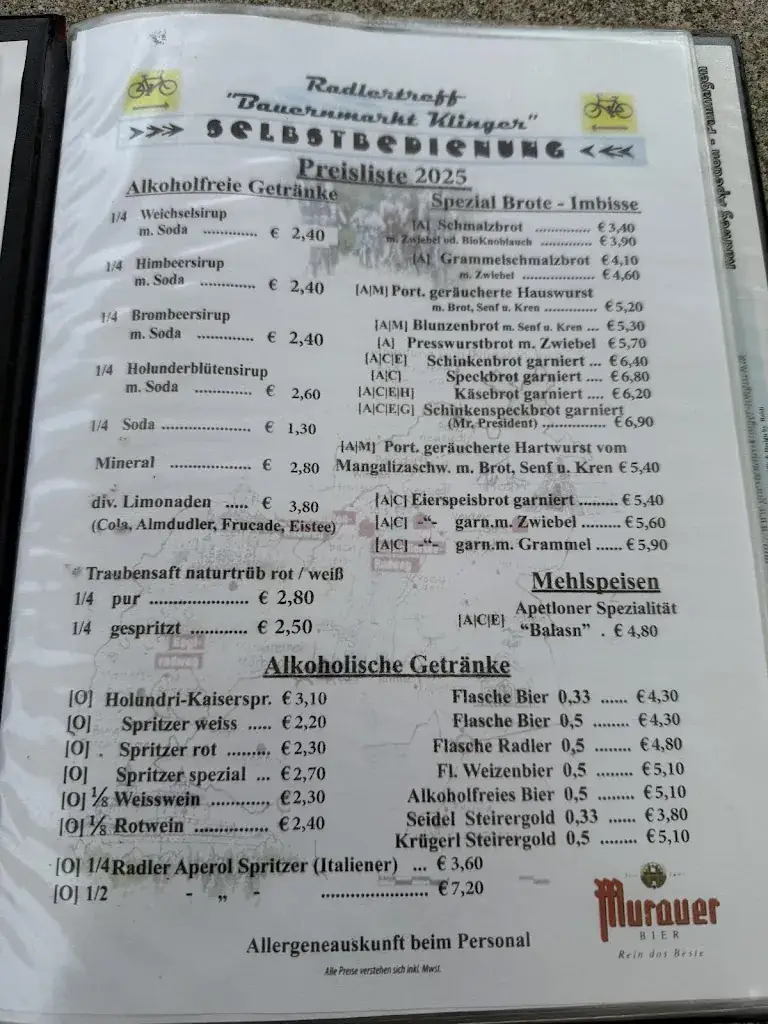 Radlertreff
"Bauernmarkt Klinger"
>>> SELBSTBEDIENUNG <<<
Preisliste 2025
Alkoholfreie Getränke
1/4 Weichselsirup
m. Soda .............. € 2,40
1/4 Himbeersirup
m. Soda .............. € 2,40
1/4 Brombeersirup
m. Soda .............. € 2,40
1/4 Holunderblütensirup
m. Soda .............. € 2,60
1/4 Soda ...................... € 1,30
Mineral .................... € 2,80
div. Limonaden ..... € 3,80
(Cola, Almdudler, Frucade, Eistee)
Traubensaft naturtrüb rot / weiß
1/4 pur ...................... € 2,80
1/4 gespritzt ............ € 2,50
Spezial Brote - Imbisse
[A] Schmalzbrot .............. € 3,40
m. Zwiebel od. BioKnoblauch .............. € 3,90
[A] Grammelschmalzbrot € 4,10
m. Zwiebel .................... € 4,60
[A|M] Port. geräucherte Hauswurst
m. Brot, Senf u. Kren ............ € 5,20
[A|M] Blunzenbrot m. Senf u. Kren ... € 5,30
[A] Presswurstbrot m. Zwiebel € 5,70
[A|C|E] Schinkenbrot garniert ... € 6,40
[A|C] Speckbrot garniert .... € 6,80
[A|C|E|H] Käsebrot garniert .... € 6,20
[A|C|E|G] Schinkenspeckbrot garniert
(Mr. President) ................ € 6,90
[A|M] Port. geräucherte Hartwurst vom
Mangalizaschw. m. Brot, Senf u. Kren € 5,40
[A|C] Eierspeisbrot garniert ......... € 5,40
[A|C] -“- garn.m. Zwiebel ......... € 5,60
[A|C] -“- garn.m. Grammel ...... € 5,90
Mehlspeisen
[A|C|E] Apetloner Spezialität
“Balasn” . € 4,80
Alkoholische Getränke
[O] Holundri-Kaiserspr. € 3,10
[O] Spritzer weiss ..... € 2,20
[O] . Spritzer rot ......... € 2,30
[O] Spritzer spezial ... € 2,70
[O] ⅛ Weisswein ............ € 2,30
[O] ⅛ Rotwein ............... € 2,40
[O] 1/4 Radler Aperol Spritzer (Italiener) ... € 3,60
[O] 1/2 - „ - ...................... € 7,20
Flasche Bier 0,33 ...... € 4,30
Flasche Bier 0,5 ........ € 4,30
Flasche Radler 0,5 ........ € 4,80
Fl. Weizenbier 0,5 ........ € 5,10
Alkoholfreies Bier 0,5 ........ € 5,10
Seidel Steirergold 0,33 ...... € 3,80
Krügerl Steirergold 0,5 ........ € 5,10
Murauer
BIER
Rein das Beste
Allergeneauskunft beim Personal
Alle Preise verstehen sich inkl. Mwst.